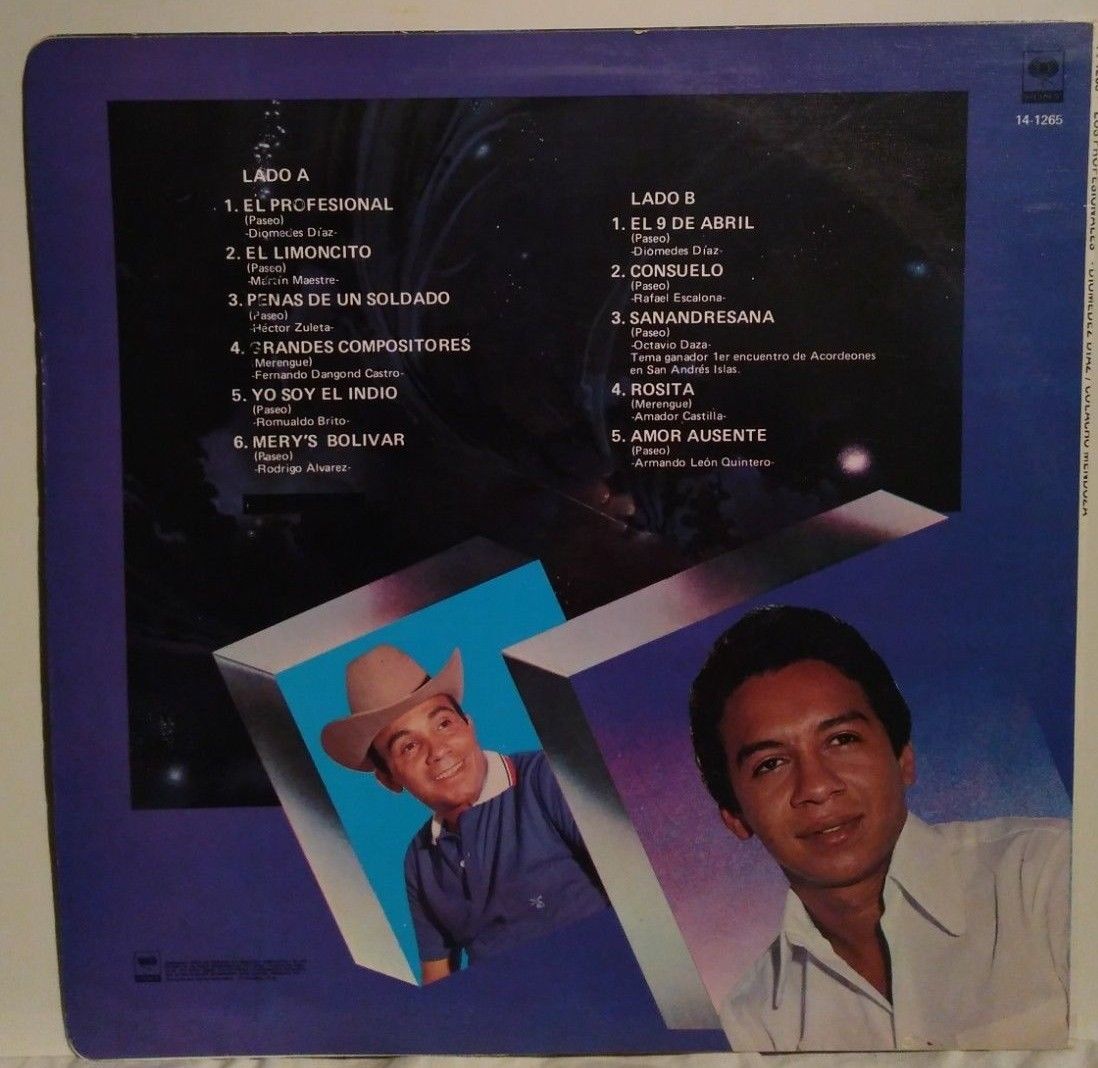 14-1265
LADO A
1. EL PROFESIONAL
(Paseo)
-Diomedes Díaz-
2. EL LIMONCITO
(Paseo)
-Martín Maestre-
3. PENAS DE UN SOLDADO
(Paseo)
-Héctor Zuleta-
4. GRANDES COMPOSITORES
(Merengue)
-Fernando Dangond Castro-
5. YO SOY EL INDIO
(Paseo)
-Romualdo Brito-
6. MERY'S BOLIVAR
(Paseo)
-Rodrigo Alvarez-
LADO B
1. EL 9 DE ABRIL
(Paseo)
-Diomedes Díaz-
2. CONSUELO
(Paseo)
-Rafael Escalona-
3. SANANDRESANA
(Paseo)
-Octavio Daza-
Tema ganador 1er encuentro de Acordeones
en San Andrés Islas.
4. ROSITA
(Merengue)
-Amador Castilla-
5. AMOR AUSENTE
(Paseo)
-Armando León Quintero-